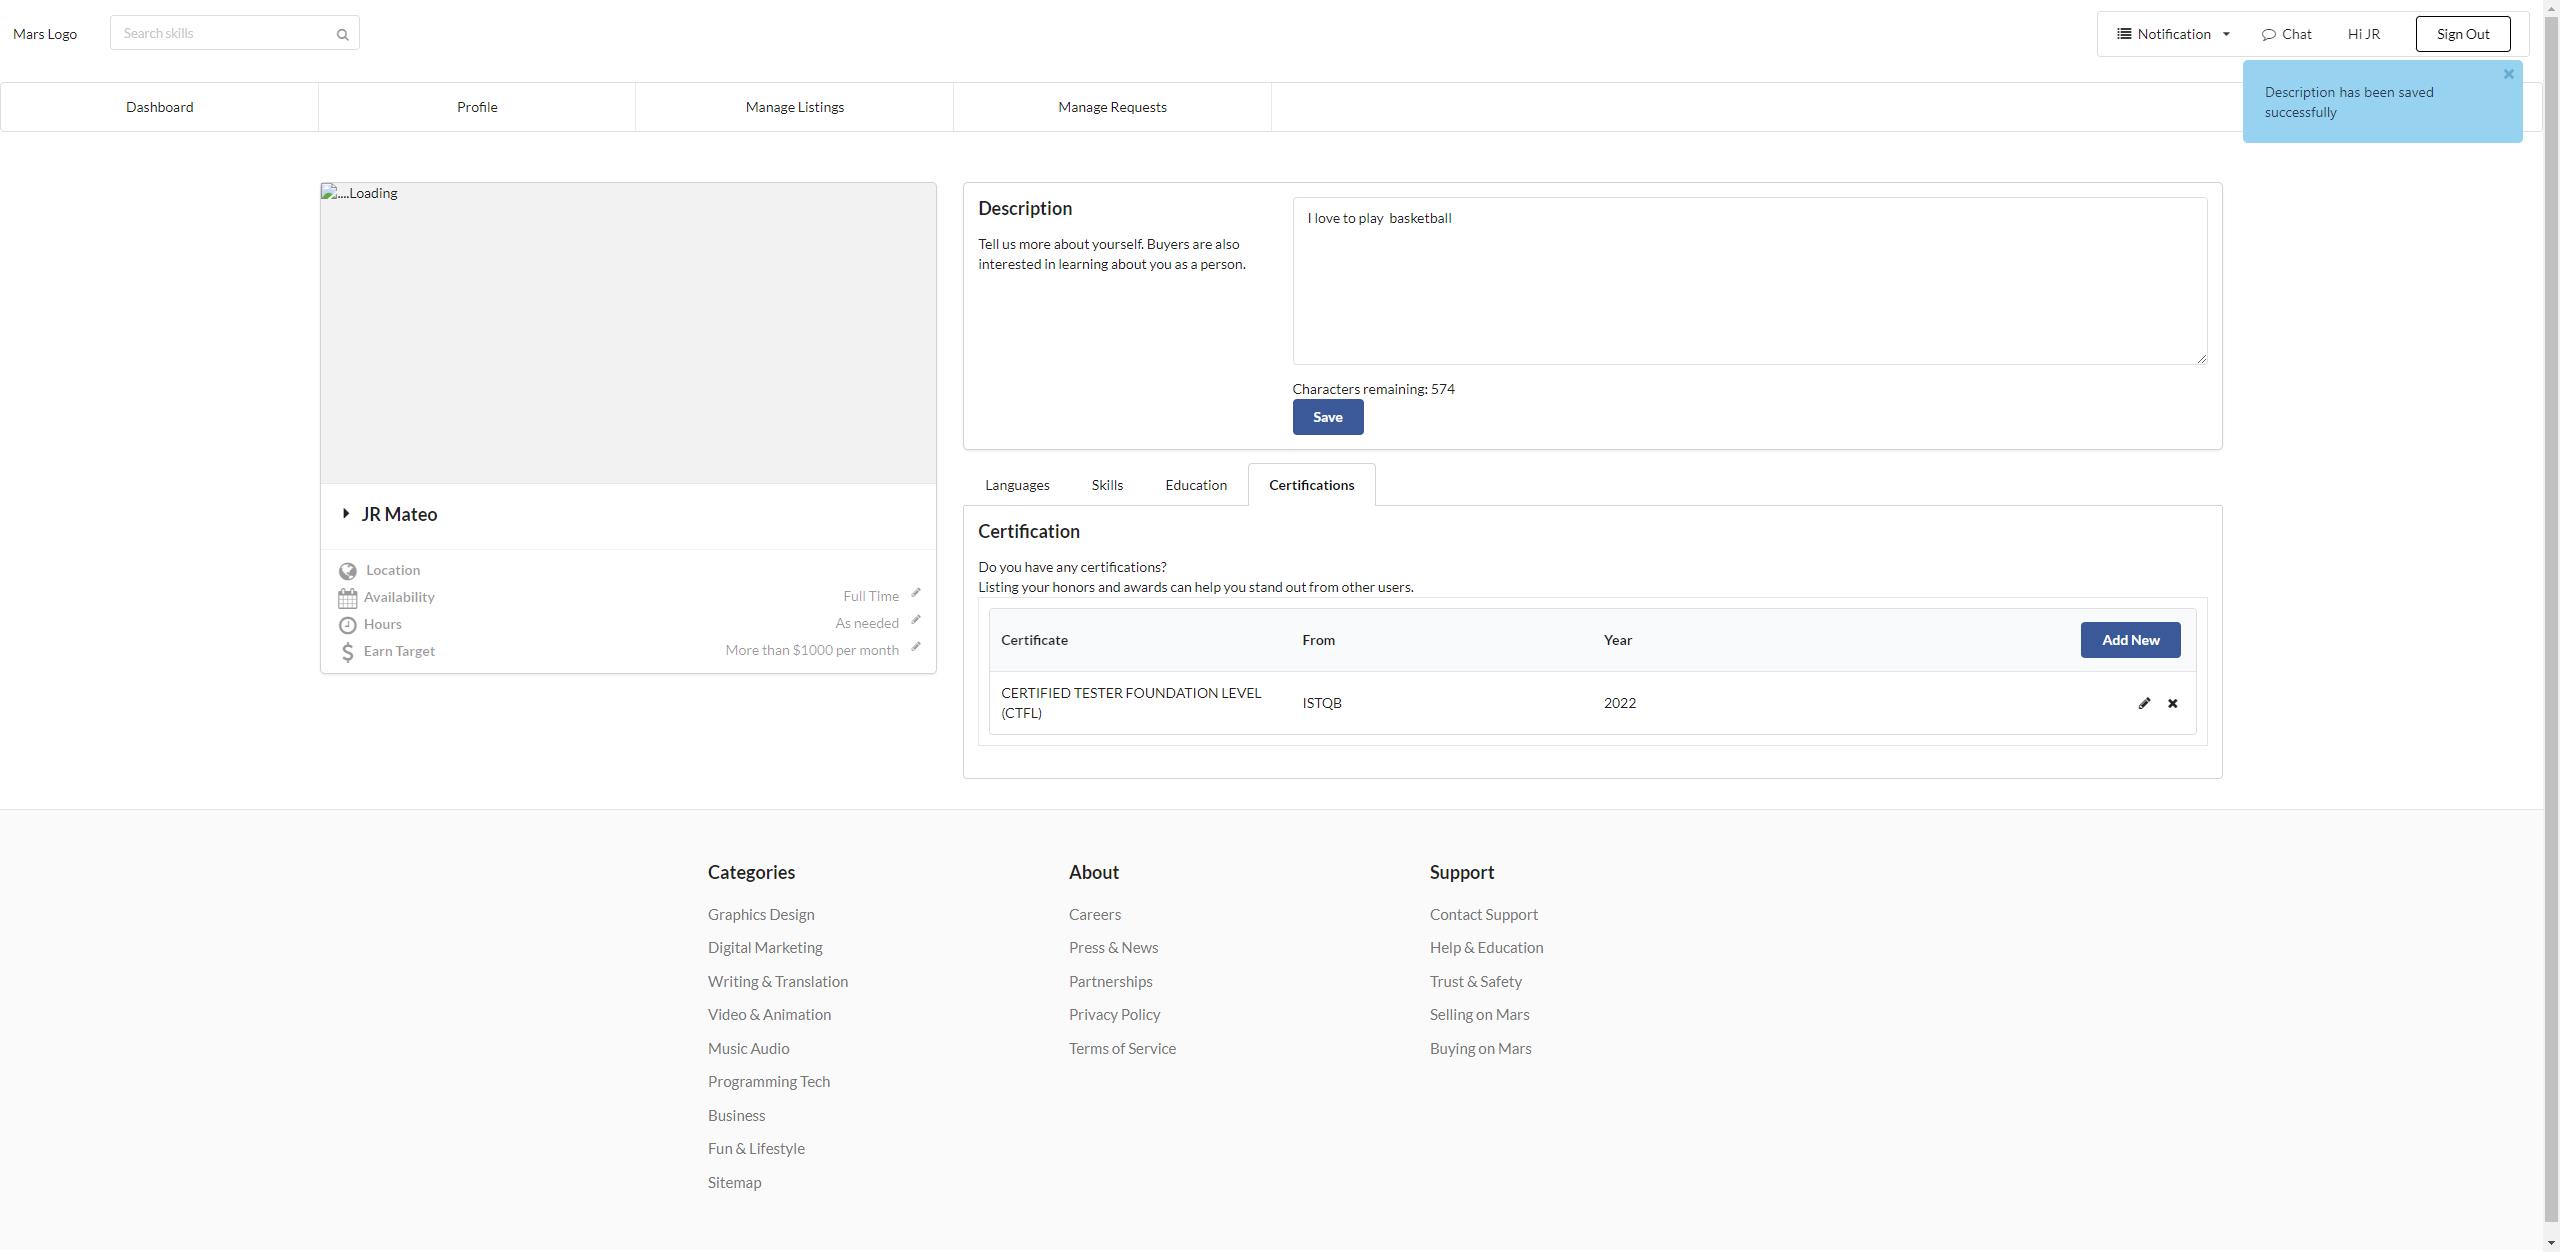 Mars Logo
Search skills
Notification
Chat
Hi JR
Sign Out
Dashboard
Profile
Manage Listings
Manage Requests
Description has been saved
successfully
....Loading
JR Mateo
Location
Availability
Full Time
Hours
As needed
Earn Target
More than $1000 per month
Description
Tell us more about yourself. Buyers are also
interested in learning about you as a person.
I love to play  basketball
Characters remaining: 574
Save
Languages
Skills
Education
Certifications
Certification
Do you have any certifications?
Listing your honors and awards can help you stand out from other users.
Certificate
From
Year
Add New
CERTIFIED TESTER FOUNDATION LEVEL
(CTFL)
ISTQB
2022
Categories
Graphics Design
Digital Marketing
Writing & Translation
Video & Animation
Music Audio
Programming Tech
Business
Fun & Lifestyle
Sitemap
About
Careers
Press & News
Partnerships
Privacy Policy
Terms of Service
Support
Contact Support
Help & Education
Trust & Safety
Selling on Mars
Buying on Mars